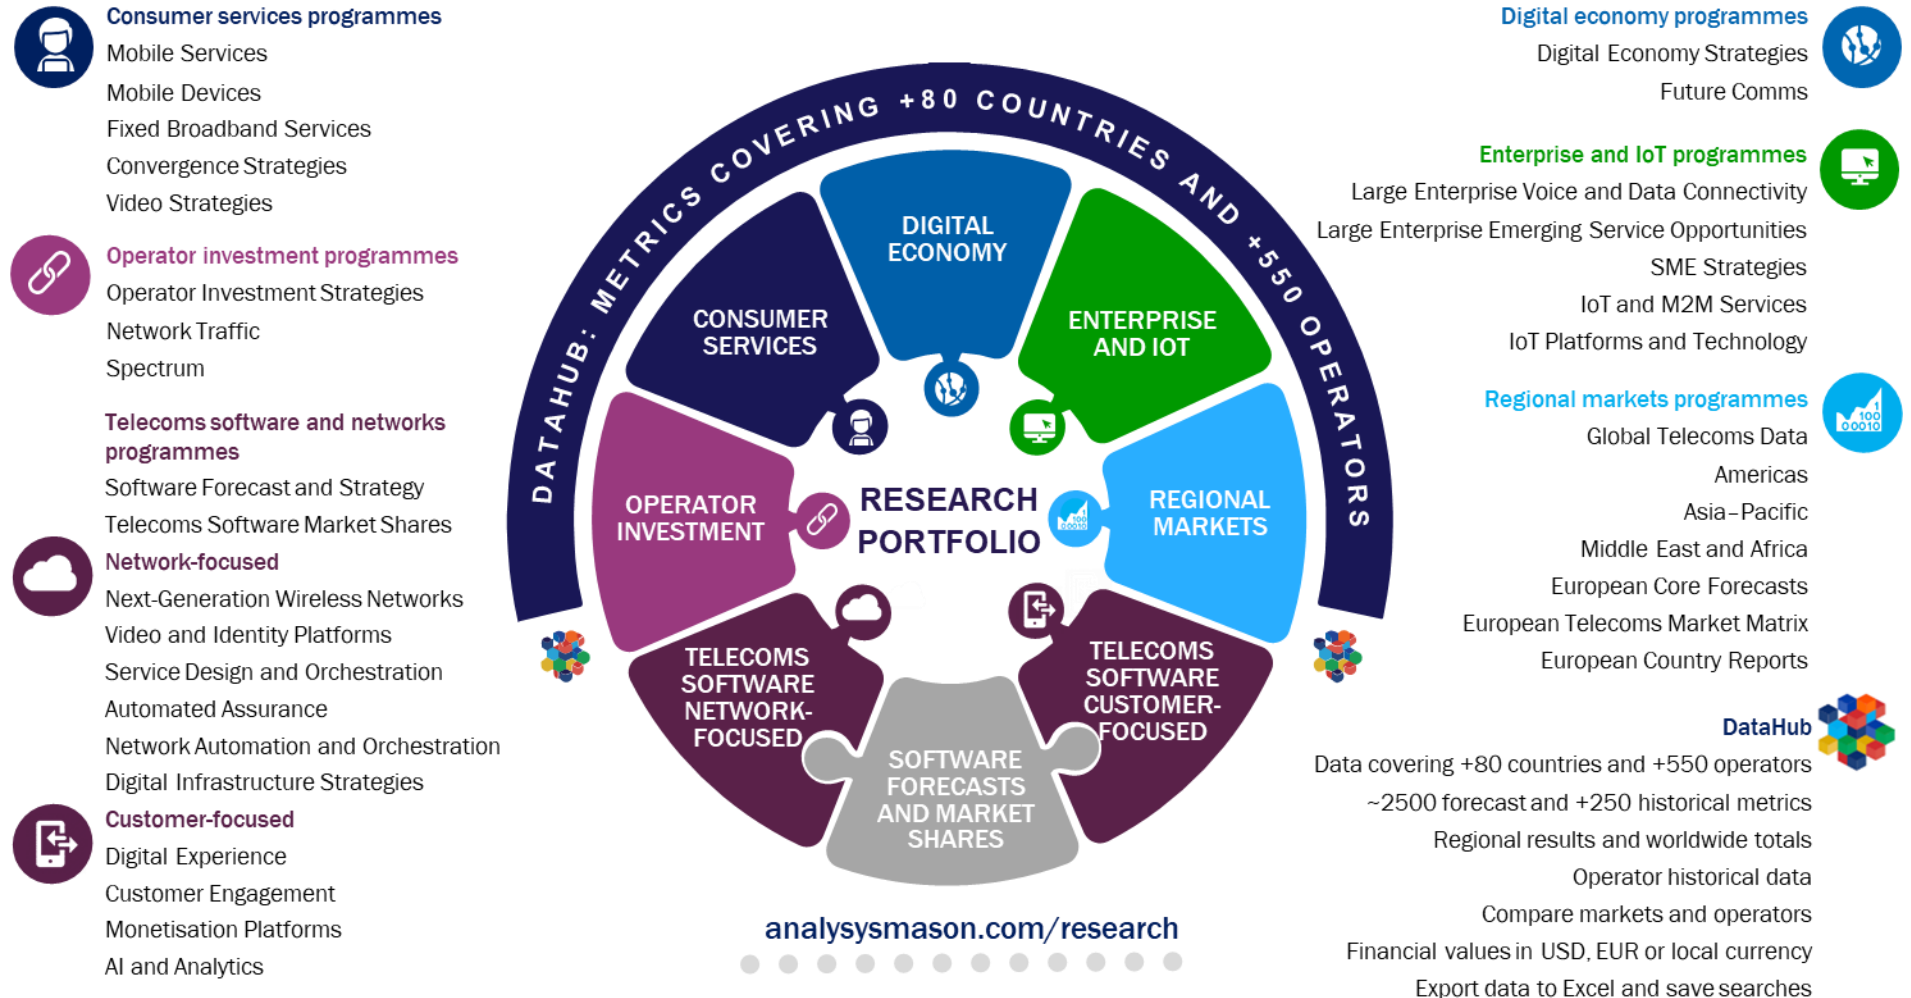 Consumer services programmes
Mobile Services
Mobile Devices
Fixed Broadband Services
Convergence Strategies
Video Strategies
Operator investment programmes
Operator Investment Strategies
Network Traffic
Spectrum
Telecoms software and networks
programmes
Software Forecast and Strategy
Telecoms Software Market Shares
Network-focused
Next-Generation Wireless Networks
Video and Identity Platforms
Service Design and Orchestration
Automated Assurance
Network Automation and Orchestration
Digital Infrastructure Strategies
Customer-focused
Digital Experience
Customer Engagement
Monetisation Platforms
AI and Analytics
DATAHUB: METRICS COVERING +80 COUNTRIES AND +550 OPERATORS
DIGITAL
ECONOMY
CONSUMER
SERVICES
ENTERPRISE
AND IOT
OPERATOR
INVESTMENT
RESEARCH
PORTFOLIO
REGIONAL
MARKETS
TELECOMS
SOFTWARE
NETWORK-
FOCUSED
TELECOMS
SOFTWARE
CUSTOMER-
FOCUSED
SOFTWARE
FORECASTS
AND MARKET
SHARES
analysysmason.com/research
Digital economy programmes
Digital Economy Strategies
Future Comms
Enterprise and IoT programmes
Large Enterprise Voice and Data Connectivity
Large Enterprise Emerging Service Opportunities
SME Strategies
IoT and M2M Services
IoT Platforms and Technology
Regional markets programmes
1
100
00010
Global Telecoms Data
Americas
Asia–Pacific
Middle East and Africa
European Core Forecasts
European Telecoms Market Matrix
European Country Reports
DataHub
Data covering +80 countries and +550 operators
~2500 forecast and +250 historical metrics
Regional results and worldwide totals
Operator historical data
Compare markets and operators
Financial values in USD, EUR or local currency
Export data to Excel and save searches